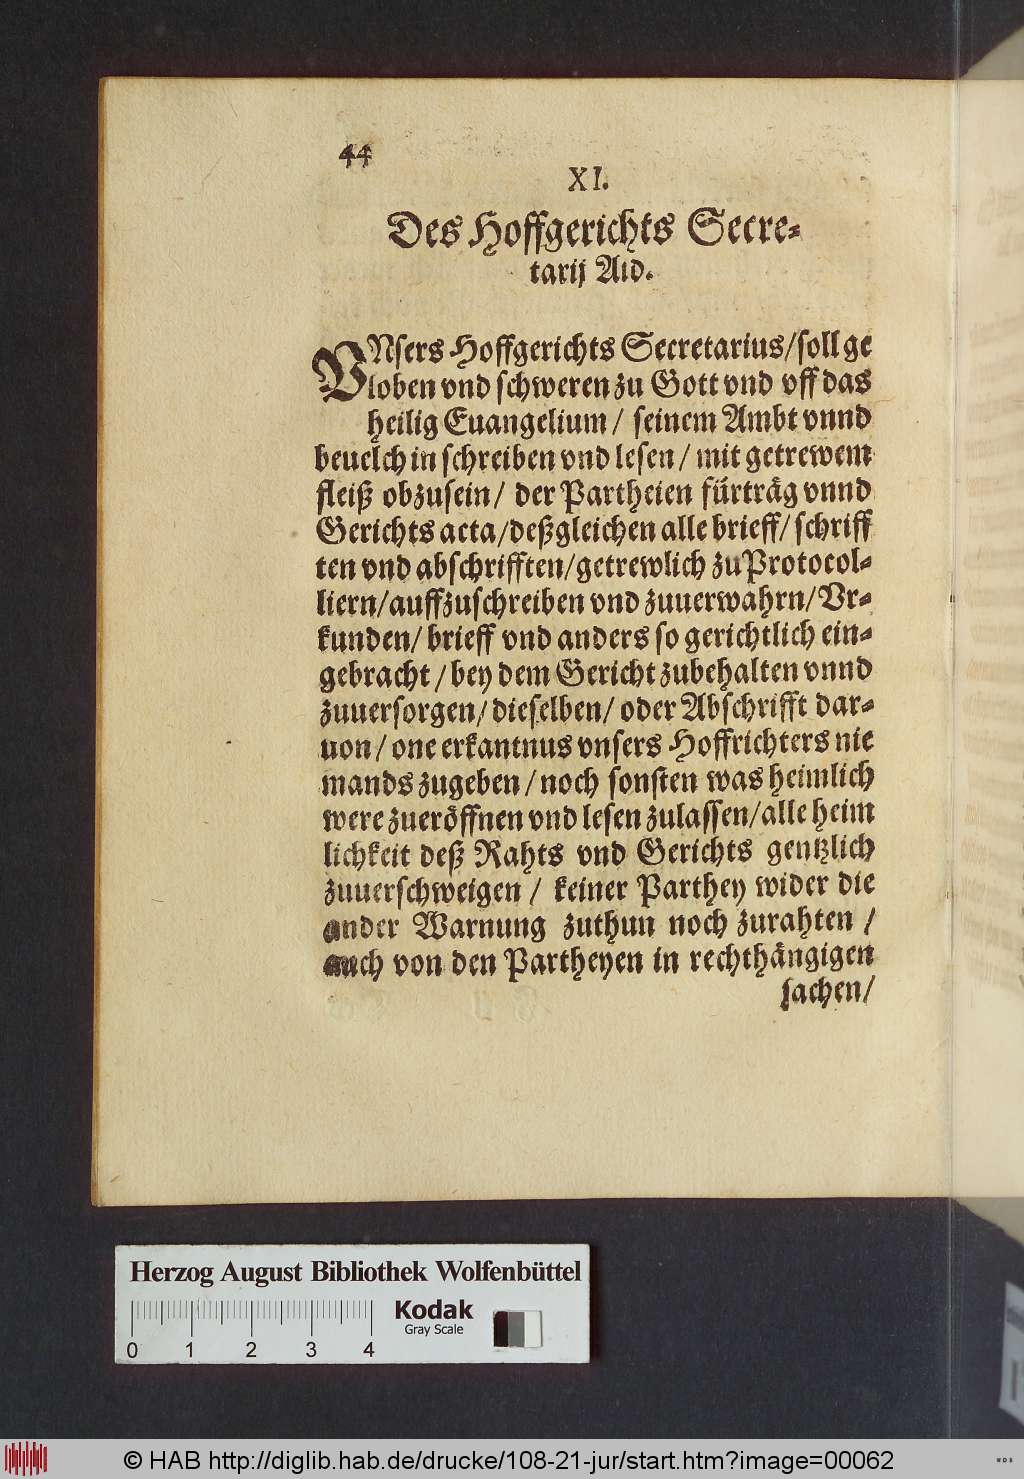 44
XI.
Des Hoffgerichts Secre-
tarij Aid.
VNsers Hoffgerichts Secretarius/soll ge
loben vnd schweren zu Gott vnd vff das
heilig Euangelium / seinem Ambt vnnd
beuelch in schreiben vnd lesen / mit getrewem
fleiß obzusein / der Partheien fürträg vnnd
Gerichts acta/deßgleichen alle brieff/ schriff
ten vnd abschrifften/getrewlich zu Protocol-
liern/auffzuschreiben vnd zuuerwahrn/Vr-
kunden/ brieff vnd anders so gerichtlich ein-
gebracht / bey dem Gericht zubehalten vnnd
zuuersorgen/dieselben/ oder Abschrifft dar-
uon/ one erkantnus vnsers Hoffrichters nie
mands zugeben / noch sonsten was heimlich
were zueröffnen vnd lesen zulassen/alle heim
lichkeit deß Rahts vnd Gerichts gentzlich
zuuerschweigen / keiner Parthey wider die
ander Warnung zuthun noch zurahten /
auch von den Partheyen in rechthängigen
sachen/
Herzog August Bibliothek Wolfenbüttel
Kodak
Gray Scale
0 1 2 3 4
© HAB http://diglib.hab.de/drucke/108-21-jur/start.htm?image=00062